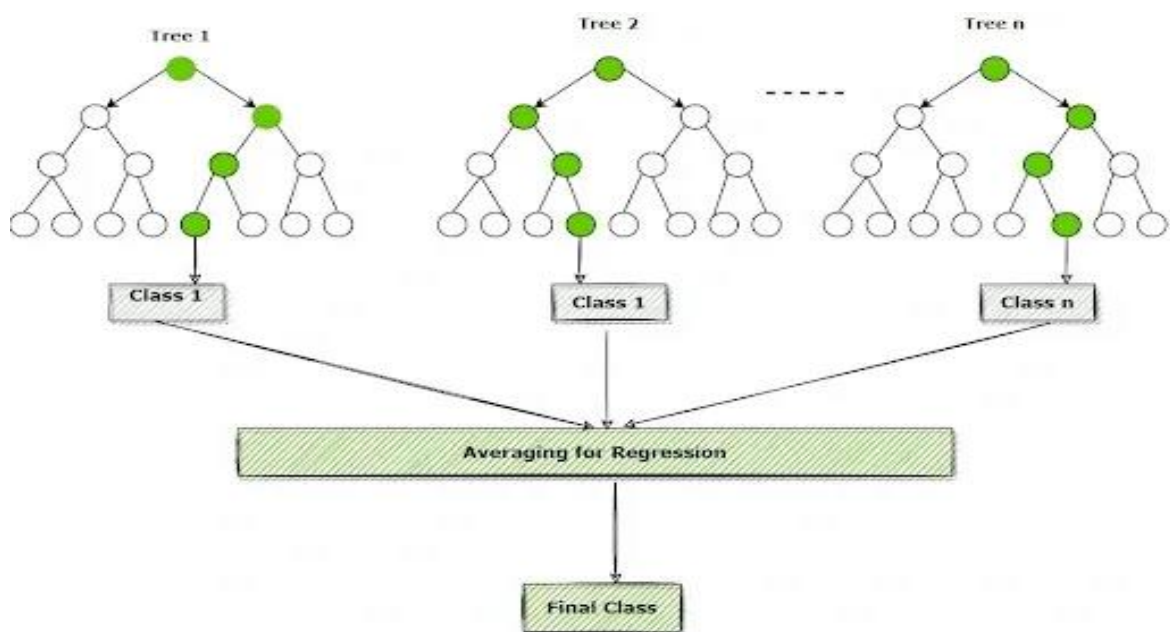 Tree 1
Tree 2
Tree n
Class 1
Class 1
Class n
Averaging for Regression
Final Class